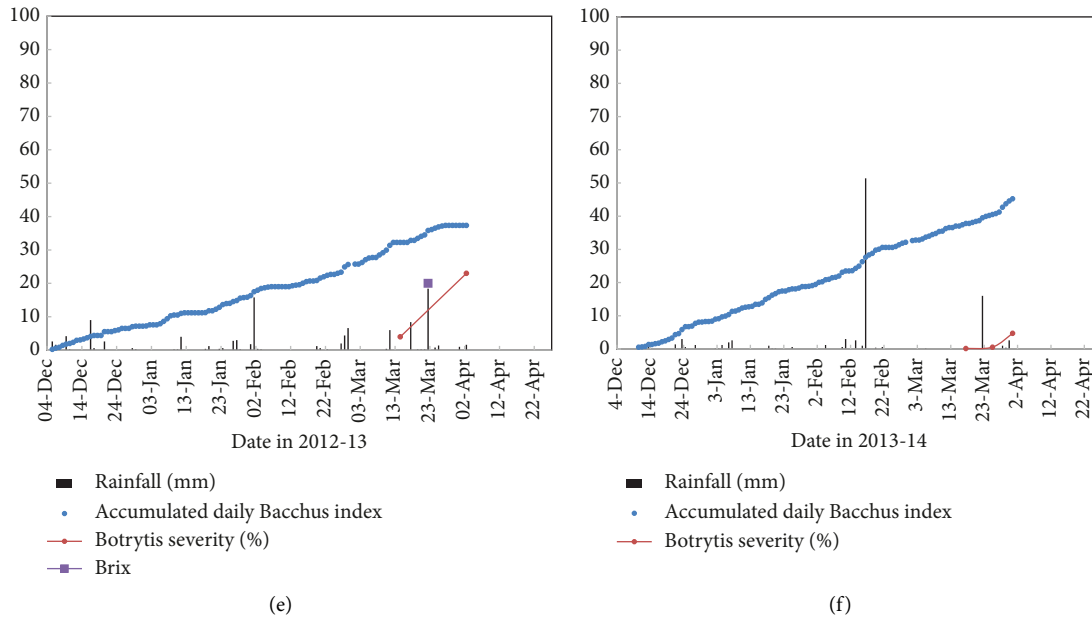 100
90
80
70
60
50
40
30
20
10
0
04-Dec
14-Dec
24-Dec
03-Jan
13-Jan
23-Jan
02-Feb
12-Feb
22-Feb
03-Mar
13-Mar
23-Mar
02-Apr
12-Apr
22-Apr
Date in 2012-13
Rainfall (mm)
Accumulated daily Bacchus index
Botrytis severity (%)
Brix
(e)
100
90
80
70
60
50
40
30
20
10
0
4-Dec
14-Dec
24-Dec
3-Jan
13-Jan
23-Jan
2-Feb
12-Feb
22-Feb
3-Mar
13-Mar
23-Mar
2-Apr
12-Apr
22-Apr
Date in 2013-14
Rainfall (mm)
Accumulated daily Bacchus index
Botrytis severity (%)
(f)